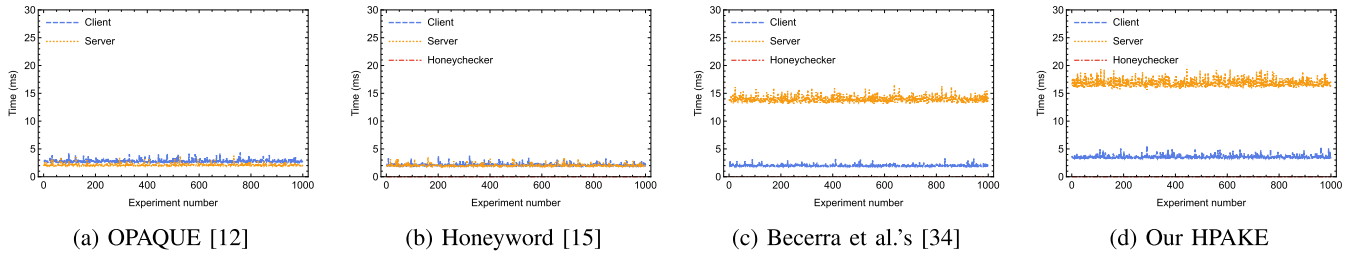 30
25
20
15
10
5
0
Time (ms)
Client
Server
0 200 400 600 800 1000
Experiment number
(a) OPAQUE [12]
30
25
20
15
10
5
0
Time (ms)
Client
Server
Honeychecker
0 200 400 600 800 1000
Experiment number
(b) Honeyword [15]
30
25
20
15
10
5
0
Time (ms)
Client
Server
Honeychecker
0 200 400 600 800 1000
Experiment number
(c) Becerra et al.'s [34]
30
25
20
15
10
5
0
Time (ms)
Client
Server
Honeychecker
0 200 400 600 800 1000
Experiment number
(d) Our HPAKE